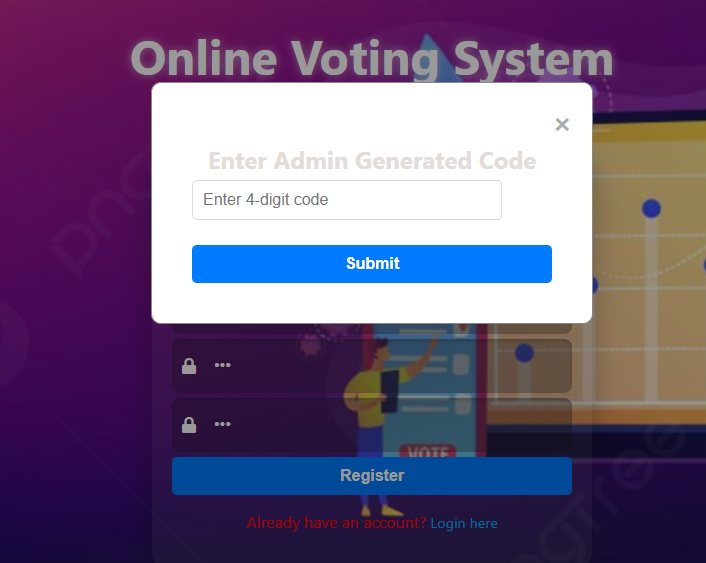 Online Voting System
×
Enter Admin Generated Code
Enter 4-digit code
Submit
•••
•••
VOTE
Register
Already have an account? Login here
pngtree